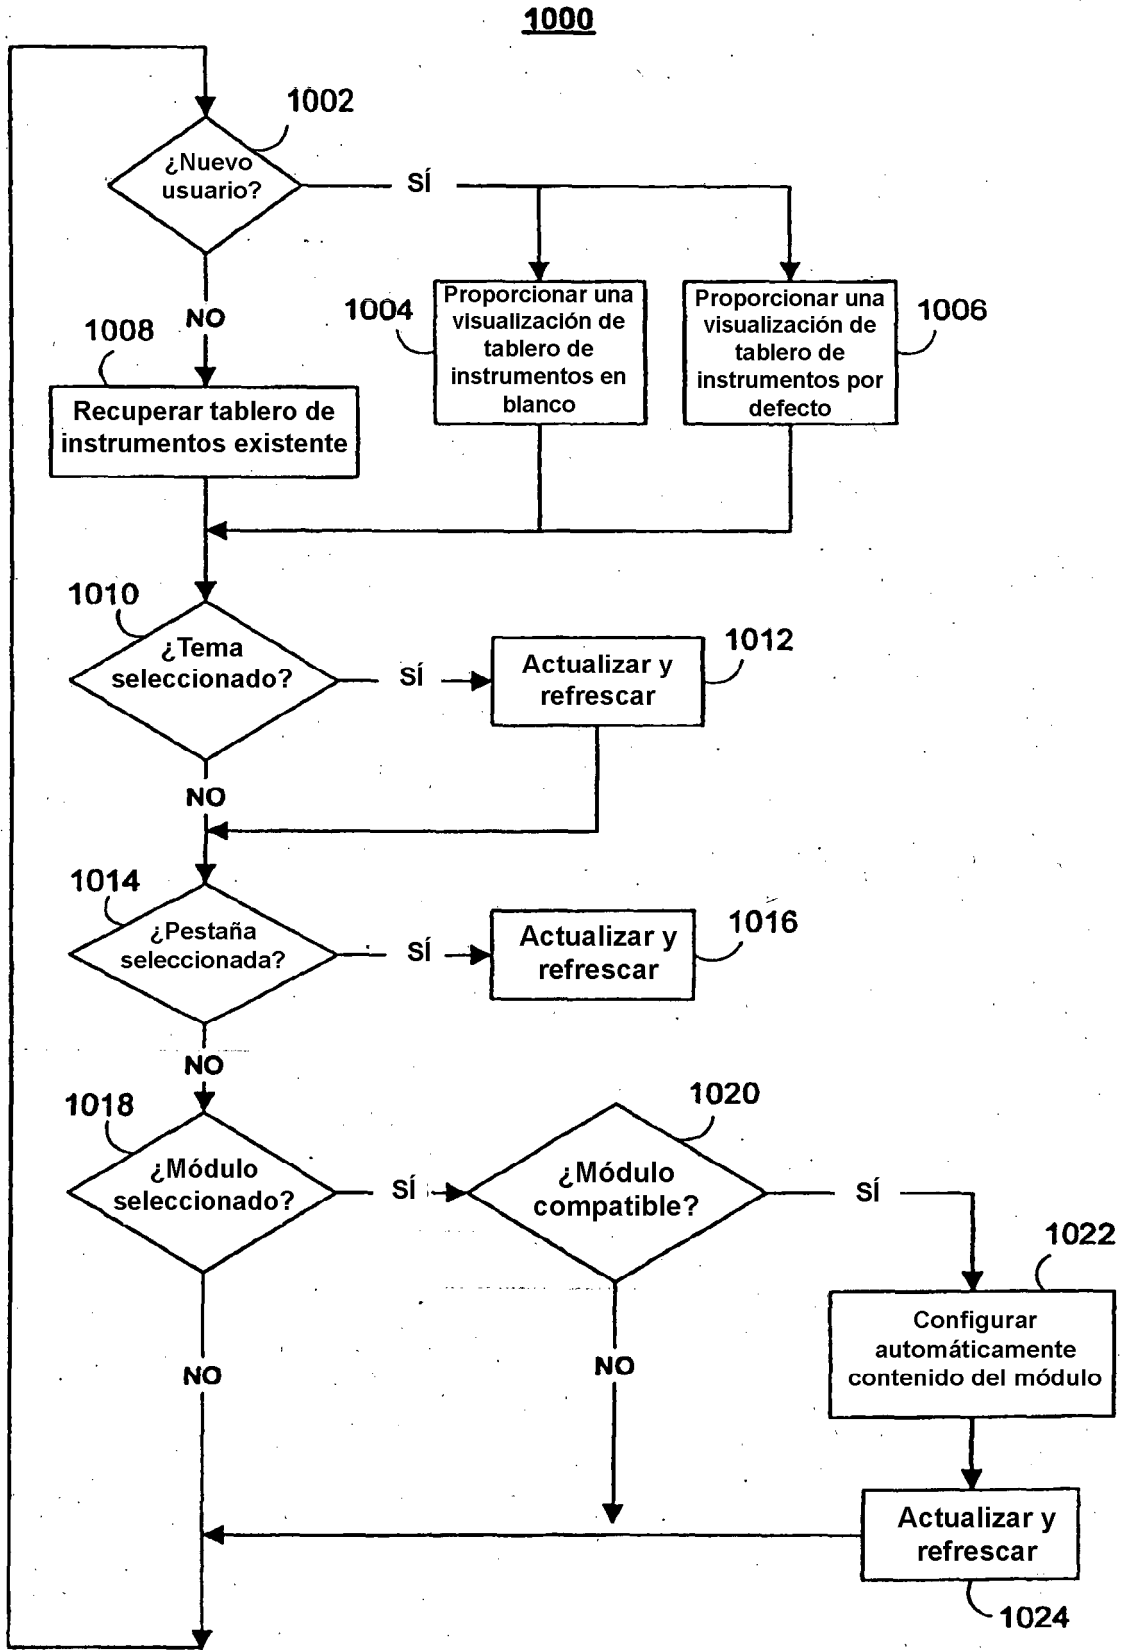 1000
1002
¿Nuevo
usuario?
SÍ
NO
1004
Proporcionar una
visualización de
tablero de
instrumentos en
blanco
Proporcionar una
visualización de
tablero de
instrumentos por
defecto
1006
1008
Recuperar tablero de
instrumentos existente
1010
¿Tema
seleccionado?
SÍ
Actualizar y
refrescar
1012
NO
1014
¿Pestaña
seleccionada?
SÍ
Actualizar y
refrescar
1016
NO
1018
¿Módulo
seleccionado?
SÍ
1020
¿Módulo
compatible?
SÍ
1022
Configurar
automáticamente
contenido del módulo
NO
NO
Actualizar y
refrescar
1024